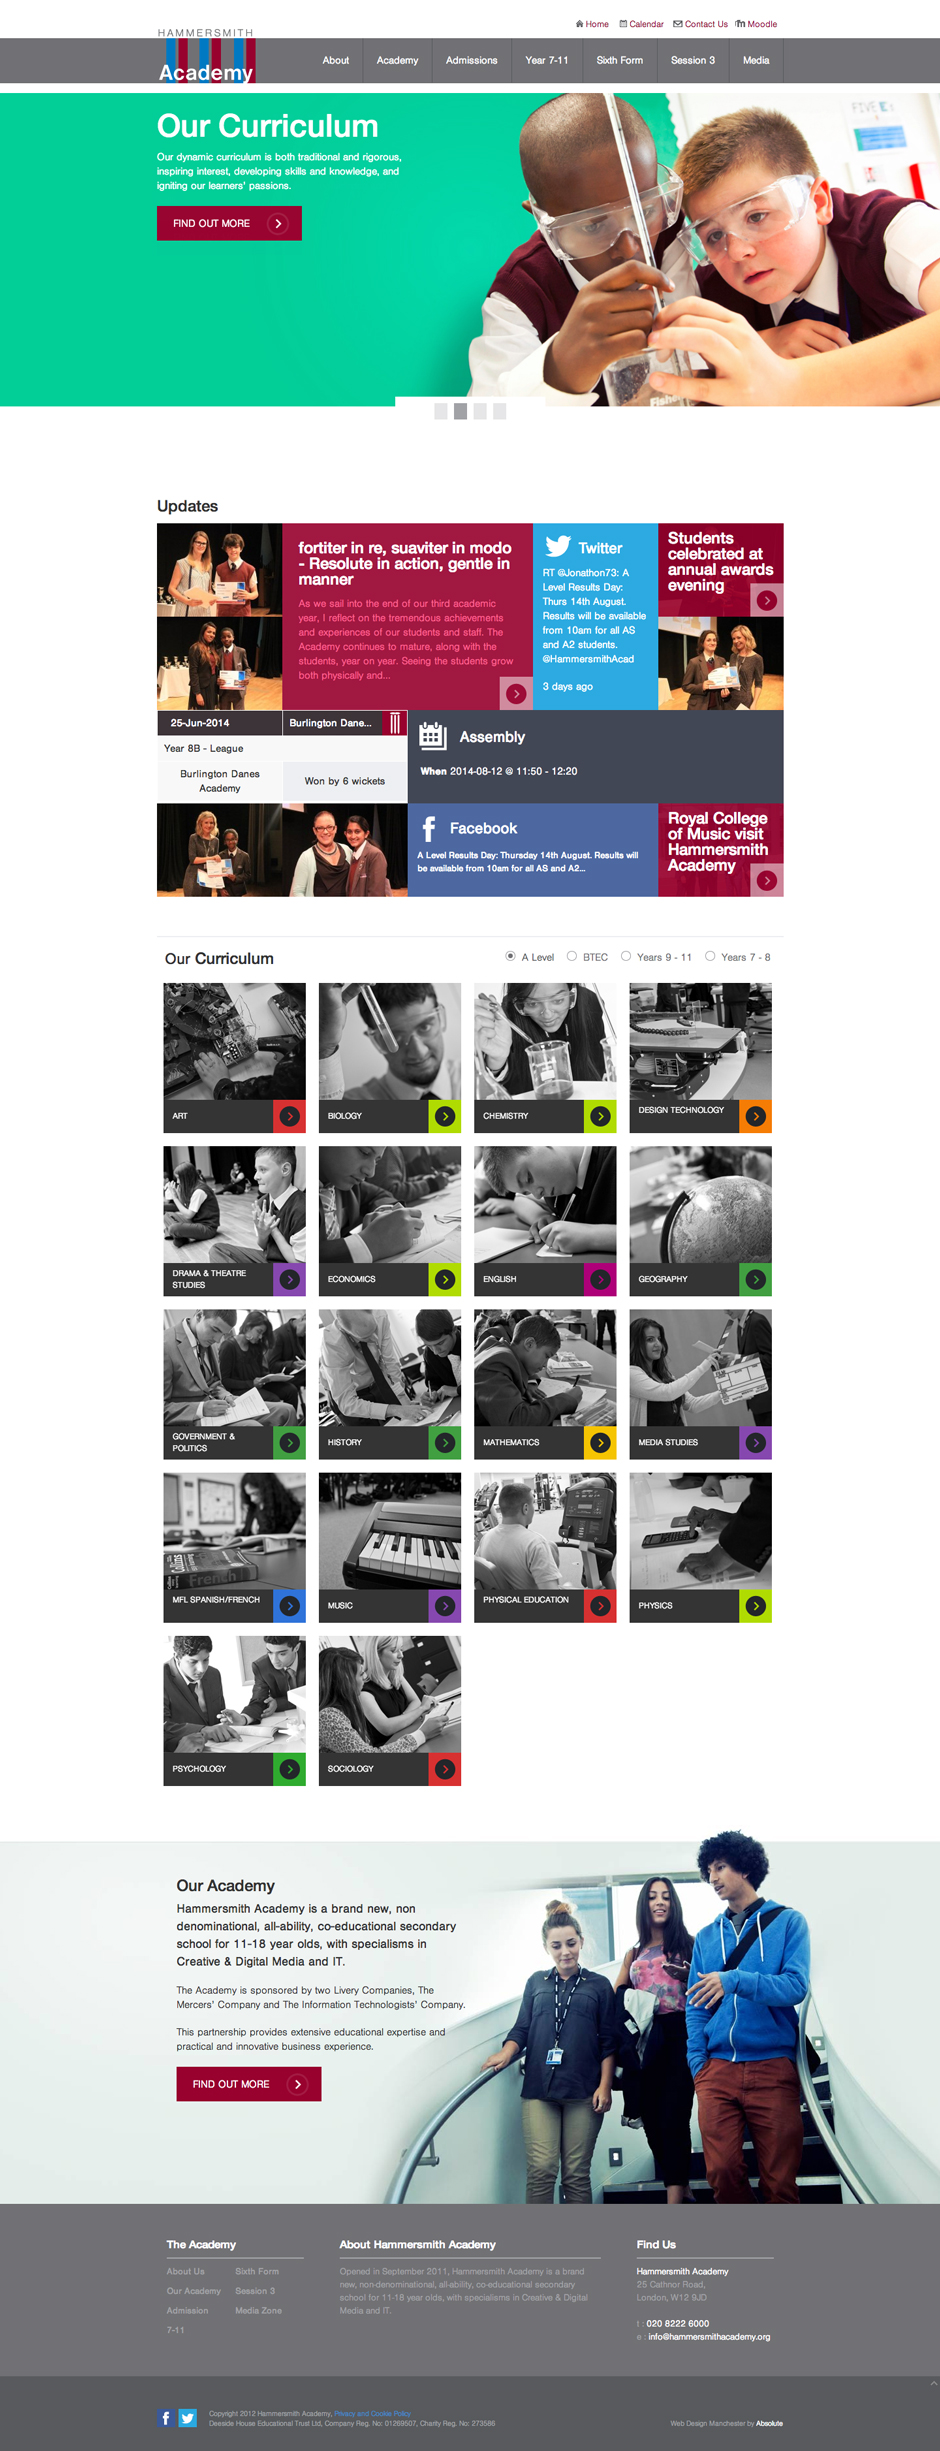 Home Calendar Contact Us Moodle
HAMMERSMITH
Academy
About Academy Admissions Year 7-11 Sixth Form Session 3 Media
Our Curriculum
Our dynamic curriculum is both traditional and rigorous,
inspiring interest, developing skills and knowledge, and
igniting our learners' passions.
FIND OUT MORE
FIVE
Fisher
Updates
fortiter in re, suaviter in modo
- Resolute in action, gentle in
manner
As we sail into the end of our third academic
year, I reflect on the tremendous achievements
and experiences of our students and staff. The
Academy continues to mature, along with the
students, year on year. Seeing the students grow
both physically and...
Twitter
RT @Jonathon73: A
Level Results Day:
Thurs 14th August.
Results will be available
from 10am for all AS
and A2 students.
@HammersmithAcad
3 days ago
Students
celebrated at
annual awards
evening
25-Jun-2014 Burlington Dane...
Year 8B - League
Burlington Danes
Academy
Won by 6 wickets
Assembly
When 2014-08-12 @ 11:50 - 12:20
Facebook
A Level Results Day: Thursday 14th August. Results will
be available from 10am for all AS and A2...
Royal College
of Music visit
Hammersmith
Academy
Our Curriculum
A Level BTEC Years 9 - 11 Years 7 - 8
ART
BIOLOGY
CHEMISTRY
DESIGN TECHNOLOGY
DRAMA & THEATRE
STUDIES
ECONOMICS
ENGLISH
GEOGRAPHY
GOVERNMENT &
POLITICS
HISTORY
MATHEMATICS
MEDIA STUDIES
Collins
French
MFL SPANISH/FRENCH
MUSIC
PHYSICAL EDUCATION
PHYSICS
PSYCHOLOGY
SOCIOLOGY
Our Academy
Hammersmith Academy is a brand new, non
denominational, all-ability, co-educational secondary
school for 11-18 year olds, with specialisms in
Creative & Digital Media and IT.
The Academy is sponsored by two Livery Companies, The
Mercers' Company and The Information Technologists' Company.
This partnership provides extensive educational expertise and
practical and innovative business experience.
FIND OUT MORE
The Academy
About Us Sixth Form
Our Academy Session 3
Admission Media Zone
7-11
About Hammersmith Academy
Opened in September 2011, Hammersmith Academy is a brand
new, non-denominational, all-ability, co-educational secondary
school for 11-18 year olds, with specialisms in Creative & Digital
Media and IT.
Find Us
Hammersmith Academy
25 Cathnor Road,
London, W12 9JD
t : 020 8222 6000
e : info@hammersmithacademy.org
Copyright 2012 Hammersmith Academy, Privacy and Cookie Policy
Deeside House Educational Trust Ltd, Company Reg. No: 01269507, Charity Reg. No: 273586
Web Design Manchester by Absolute